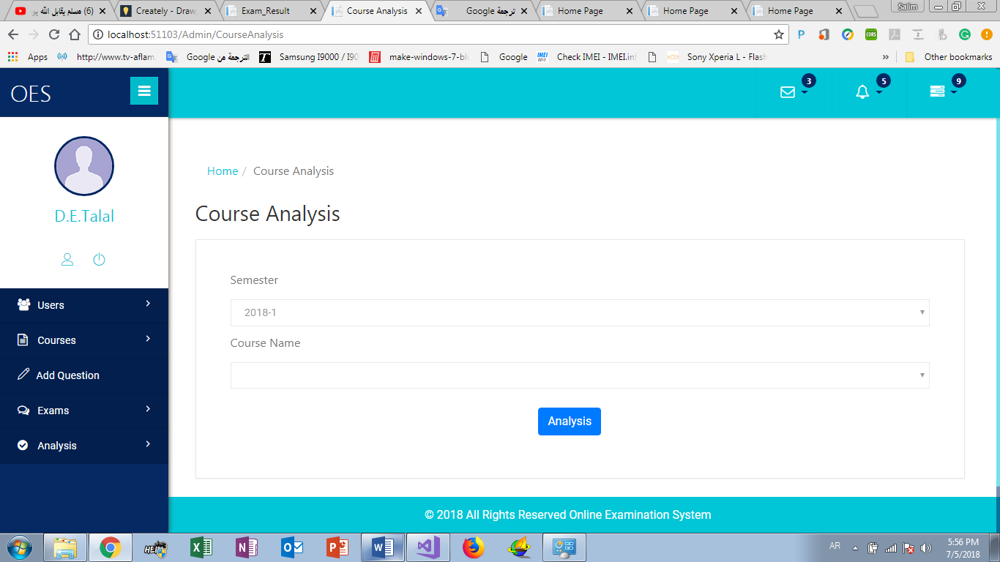 (6) مسلم يقابل الله يو
Creately - Draw
Exam_Result
Course Analysis
ترجمة Google
Home Page
Home Page
Home Page
Salim
localhost:51103/Admin/CourseAnalysis
Apps
http://www.tv-aflam
الترجمة من Google
Samsung I9000 / I90
make-windows-7-blu
Google
Check IMEI - IMEI.inf
Sony Xperia L - Flash
» Other bookmarks
OES
3
5
9
D.E.Talal
Users
Courses
Add Question
Exams
Analysis
Home / Course Analysis
Course Analysis
Semester
2018-1
Course Name
Analysis
© 2018 All Rights Reserved Online Examination System
AR
5:56 PM
7/5/2018